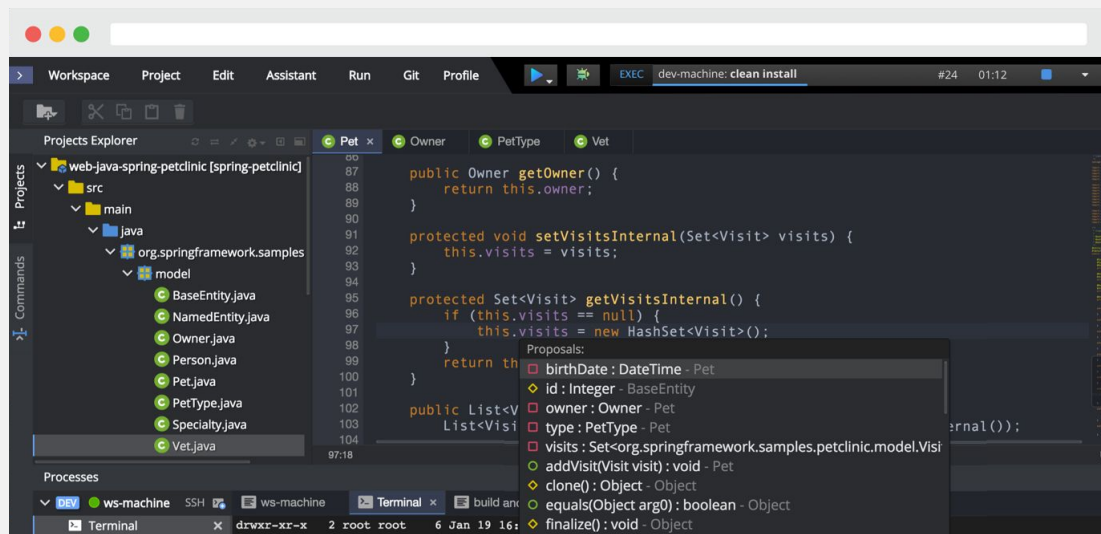 Workspace Project Edit Assistant Run Git Profile EXEC dev-machine: clean install #24 01:12
Projects Explorer
Pet × Owner PetType Vet
Projects
Commands
web-java-spring-petclinic [spring-petclinic]
src
main
java
org.springframework.samples
model
BaseEntity.java
NamedEntity.java
Owner.java
Person.java
Pet.java
PetType.java
Specialty.java
Vet.java
86
87 public Owner getOwner() {
88 return this.owner;
89 }
90
91 protected void setVisitsInternal(Set<Visit> visits) {
92 this.visits = visits;
93 }
94
95 protected Set<Visit> getVisitsInternal() {
96 if (this.visits == null) {
97 this.visits = new HashSet<Visit>();
98 }
99 return th
100 }
101
102 public List<V
103 List<Visi ernal());
104
97:18
Proposals:
birthDate : DateTime - Pet
id : Integer - BaseEntity
owner : Owner - Pet
type : PetType - Pet
visits : Set<org.springframework.samples.petclinic.model.Visi
addVisit(Visit visit) : void - Pet
clone() : Object - Object
equals(Object arg0) : boolean - Object
finalize() : void - Object
Processes
DEV ws-machine SSH ws-machine Terminal × build and
Terminal × drwxr-xr-x 2 root root 6 Jan 19 16: